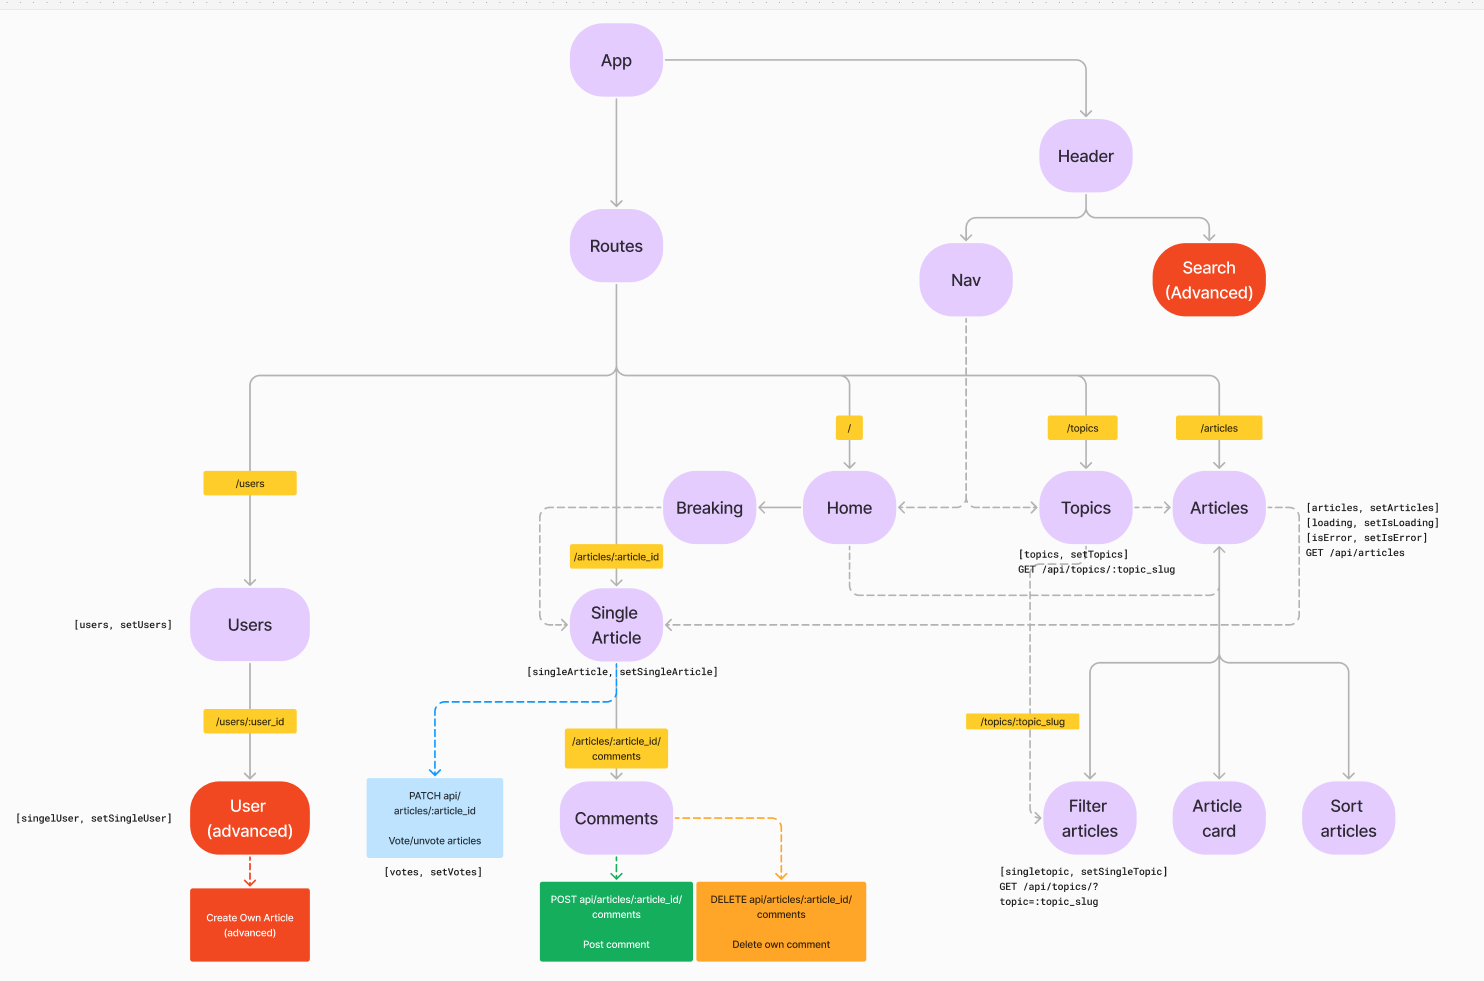 App
Header
Routes
Nav
Search
(Advanced)
/
/topics
/articles
/users
Breaking
Home
Topics
Articles
[articles, setArticles]
[loading, setIsLoading]
[isError, setIsError]
GET /api/articles
/articles/:article_id
[topics, setTopics]
GET /api/topics/:topic_slug
Users
[users, setUsers]
Single
Article
[singleArticle, setSingleArticle]
/users/:user_id
/topics/:topic_slug
/articles/:article_id/
comments
User
(advanced)
[singelUser, setSingleUser]
PATCH api/
articles/:article_id
Vote/unvote articles
[votes, setVotes]
Comments
Filter
articles
Article
card
Sort
articles
[singletopic, setSingleTopic]
GET /api/topics/?
topic=:topic_slug
Create Own Article
(advanced)
POST api/articles/:article_id/
comments
Post comment
DELETE api/articles/:article_id/
comments
Delete own comment